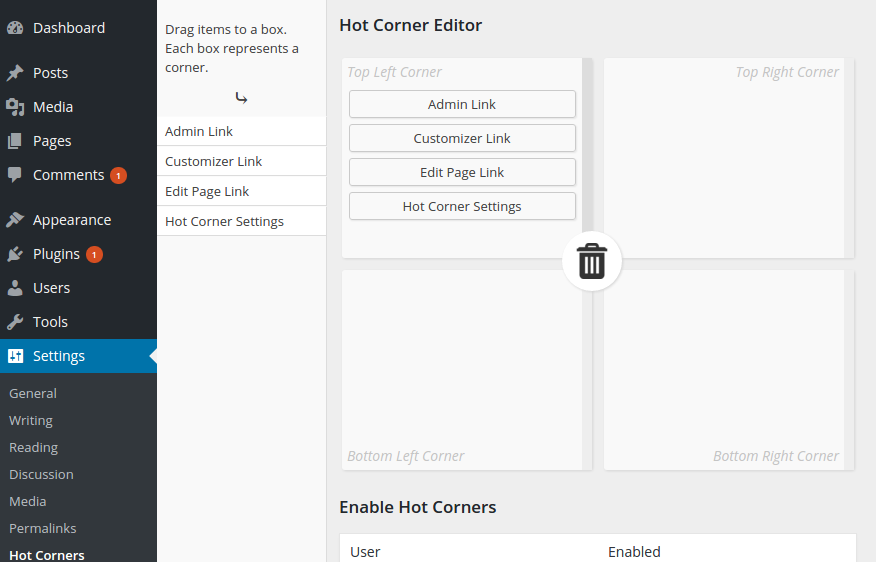 Dashboard
Posts
Media
Pages
Comments 1
Appearance
Plugins 1
Users
Tools
Settings
General
Writing
Reading
Discussion
Media
Permalinks
Hot Corners
Drag items to a box.
Each box represents a
corner.
Admin Link
Customizer Link
Edit Page Link
Hot Corner Settings
Hot Corner Editor
Top Left Corner
Admin Link
Customizer Link
Edit Page Link
Hot Corner Settings
Top Right Corner
Bottom Left Corner
Bottom Right Corner
Enable Hot Corners
User Enabled